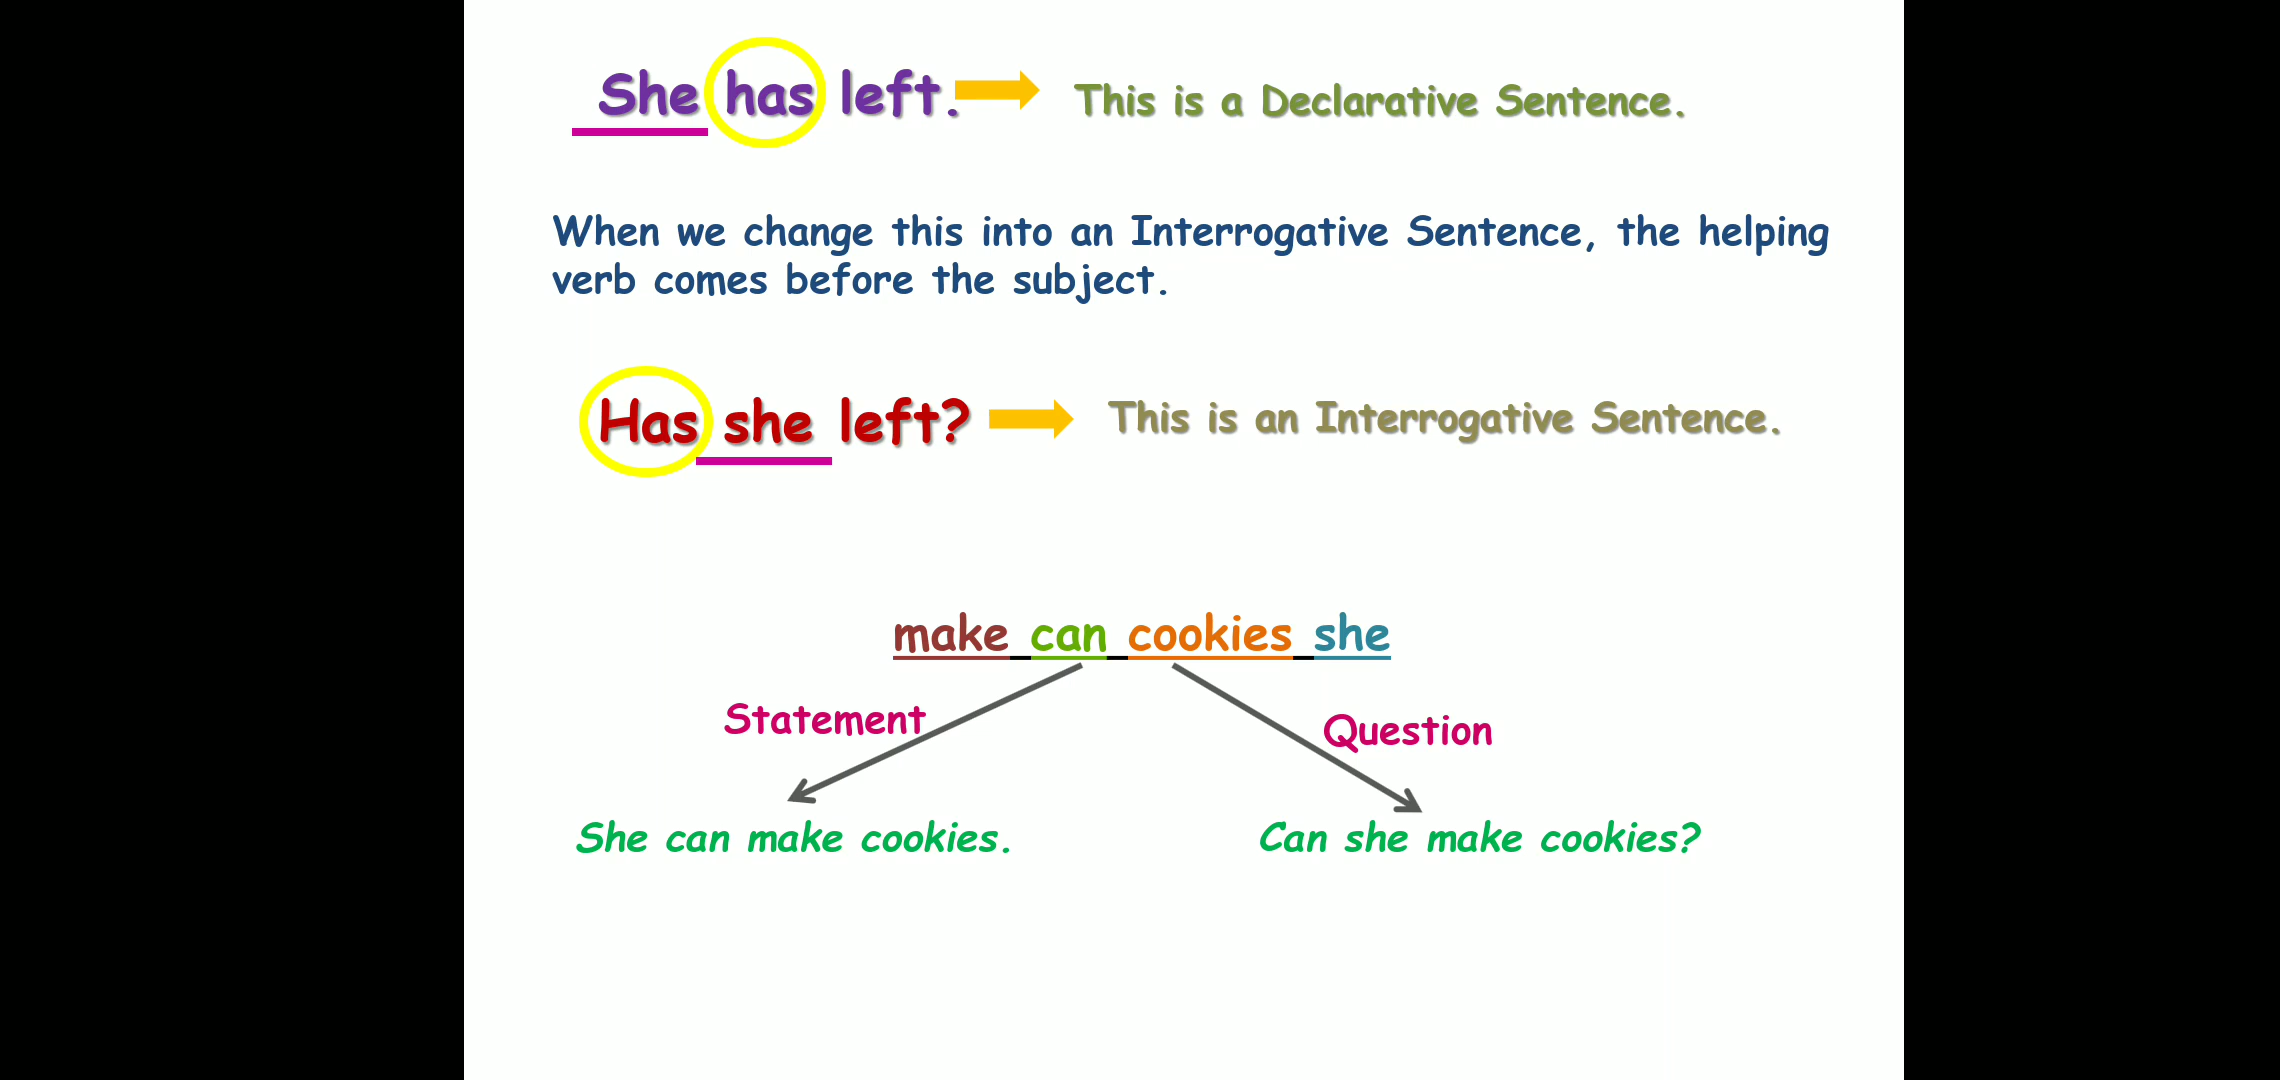 She has left. This is a Declarative Sentence.
When we change this into an Interrogative Sentence, the helping
verb comes before the subject.
Has she left? This is an Interrogative Sentence.
make can cookies she
Statement
Question
She can make cookies.
Can she make cookies?